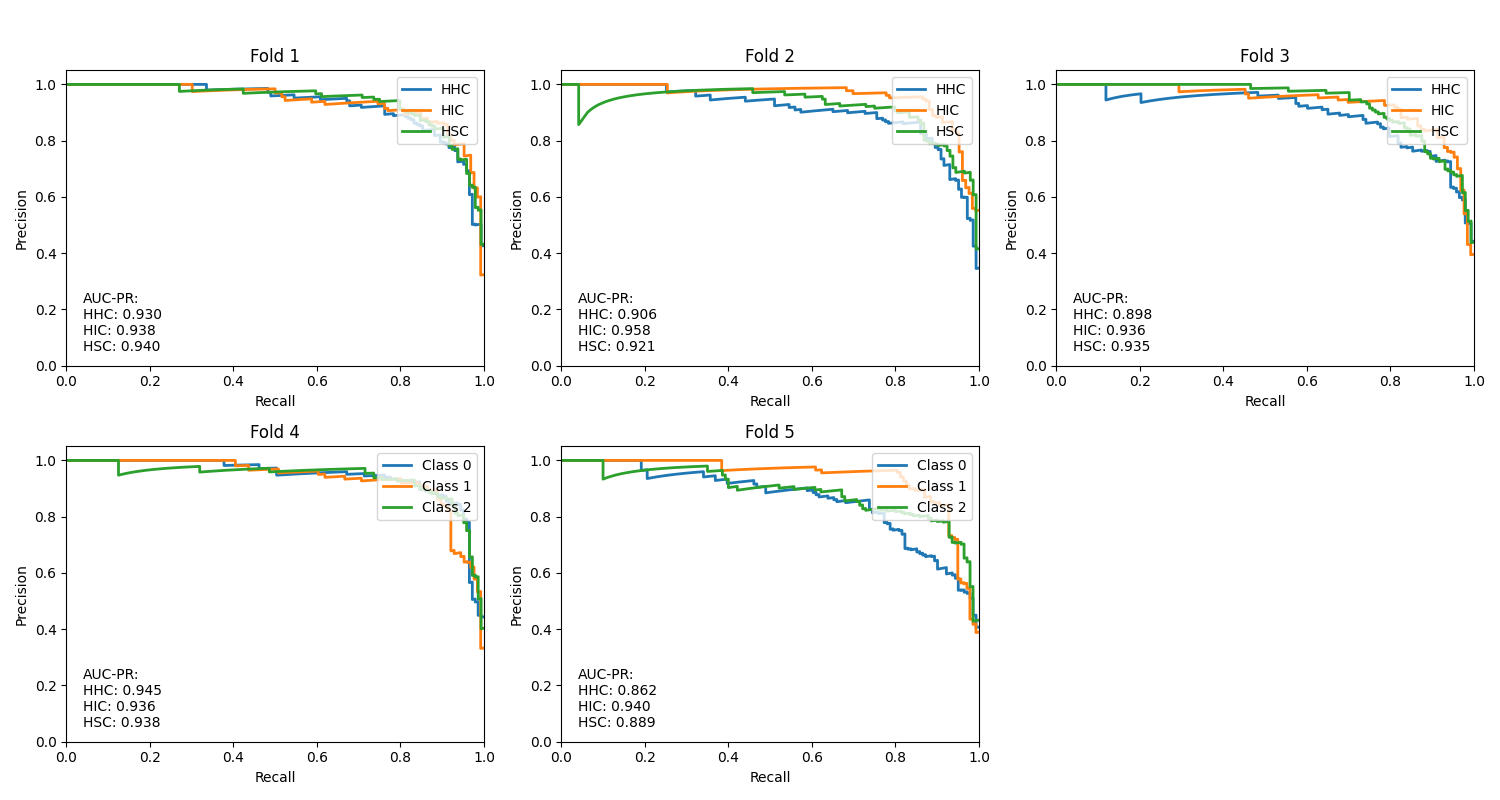 Fold 1
1.0
0.8
0.6
0.4
0.2
0.0
Precision
HHC
HIC
HSC
AUC-PR:
HHC: 0.930
HIC: 0.938
HSC: 0.940
0.0 0.2 0.4 0.6 0.8 1.0
Recall
Fold 2
1.0
0.8
0.6
0.4
0.2
0.0
Precision
HHC
HIC
HSC
AUC-PR:
HHC: 0.906
HIC: 0.958
HSC: 0.921
0.0 0.2 0.4 0.6 0.8 1.0
Recall
Fold 3
1.0
0.8
0.6
0.4
0.2
0.0
Precision
HHC
HIC
HSC
AUC-PR:
HHC: 0.898
HIC: 0.936
HSC: 0.935
0.0 0.2 0.4 0.6 0.8 1.0
Recall
Fold 4
1.0
0.8
0.6
0.4
0.2
0.0
Precision
Class 0
Class 1
Class 2
AUC-PR:
HHC: 0.945
HIC: 0.936
HSC: 0.938
0.0 0.2 0.4 0.6 0.8 1.0
Recall
Fold 5
1.0
0.8
0.6
0.4
0.2
0.0
Precision
Class 0
Class 1
Class 2
AUC-PR:
HHC: 0.862
HIC: 0.940
HSC: 0.889
0.0 0.2 0.4 0.6 0.8 1.0
Recall